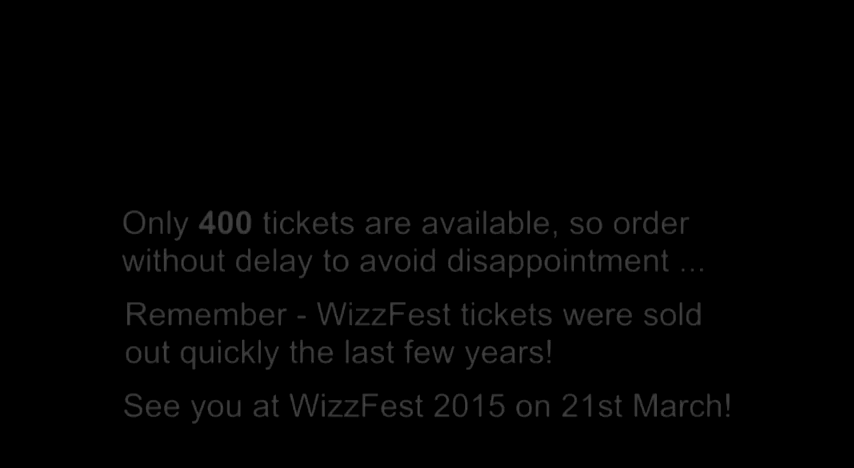 Only 400 tickets are available, so order
without delay to avoid disappointment ...
Remember - WizzFest tickets were sold
out quickly the last few years!
See you at WizzFest 2015 on 21st March!